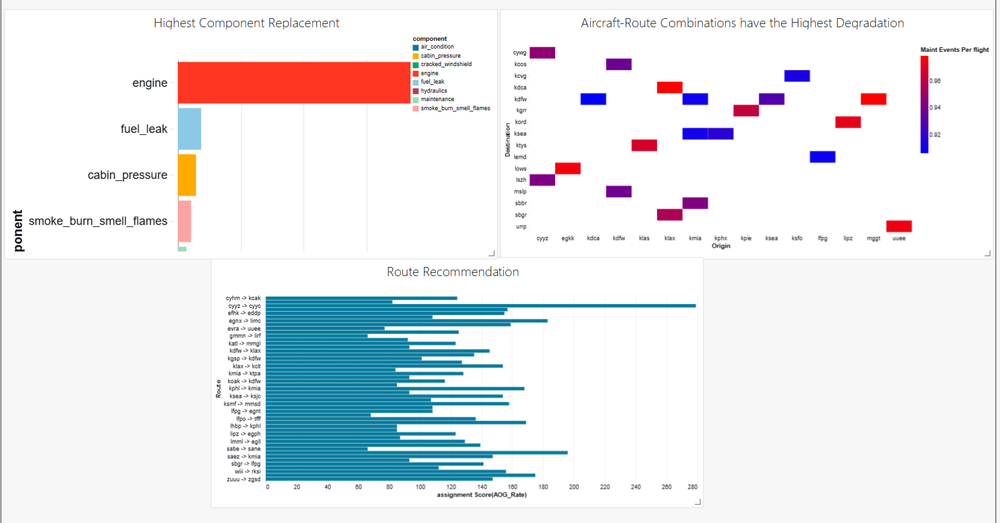 Highest Component Replacement
component
air_condition
cabin_pressure
cracked_windshield
engine
fuel_leak
hydraulics
maintenance
smoke_burn_smell_flames
engine
fuel_leak
cabin_pressure
smoke_burn_smell_flames
ponent
Aircraft-Route Combinations have the Highest Degradation
Maint Events Per flight
0.96
0.94
0.92
Destination
cywg
kcos
kcvg
kdca
kdfw
kgrr
kord
ksea
ktys
lemd
lows
lszh
mslp
sbbr
sbgr
urrp
cyyz egkk kdca kdfw klas klax kmia kphx kpie ksea ksfo lfpg lipz mggt uuee
Origin
Route Recommendation
Route
cyhm -> kcak
cyyz -> cyyc
efhk -> eddp
egnx -> limc
evra -> uuee
gmmn -> lirf
katl -> mmgl
kdfw -> klax
kgsp -> kdfw
klax -> kclt
kmia -> ktpa
koak -> kdfw
kphl -> kmia
ksea -> ksjc
ksmf -> mmsd
lfpg -> egnt
lfpo -> tfff
lhbp -> kphl
lipz -> egph
lmml -> egll
sabe -> sane
saez -> kmia
sbgr -> lfpg
wiii -> rksi
zuuu -> zgsd
0 20 40 60 80 100 120 140 160 180 200 220 240 260 280
assignment Score(AOG_Rate)